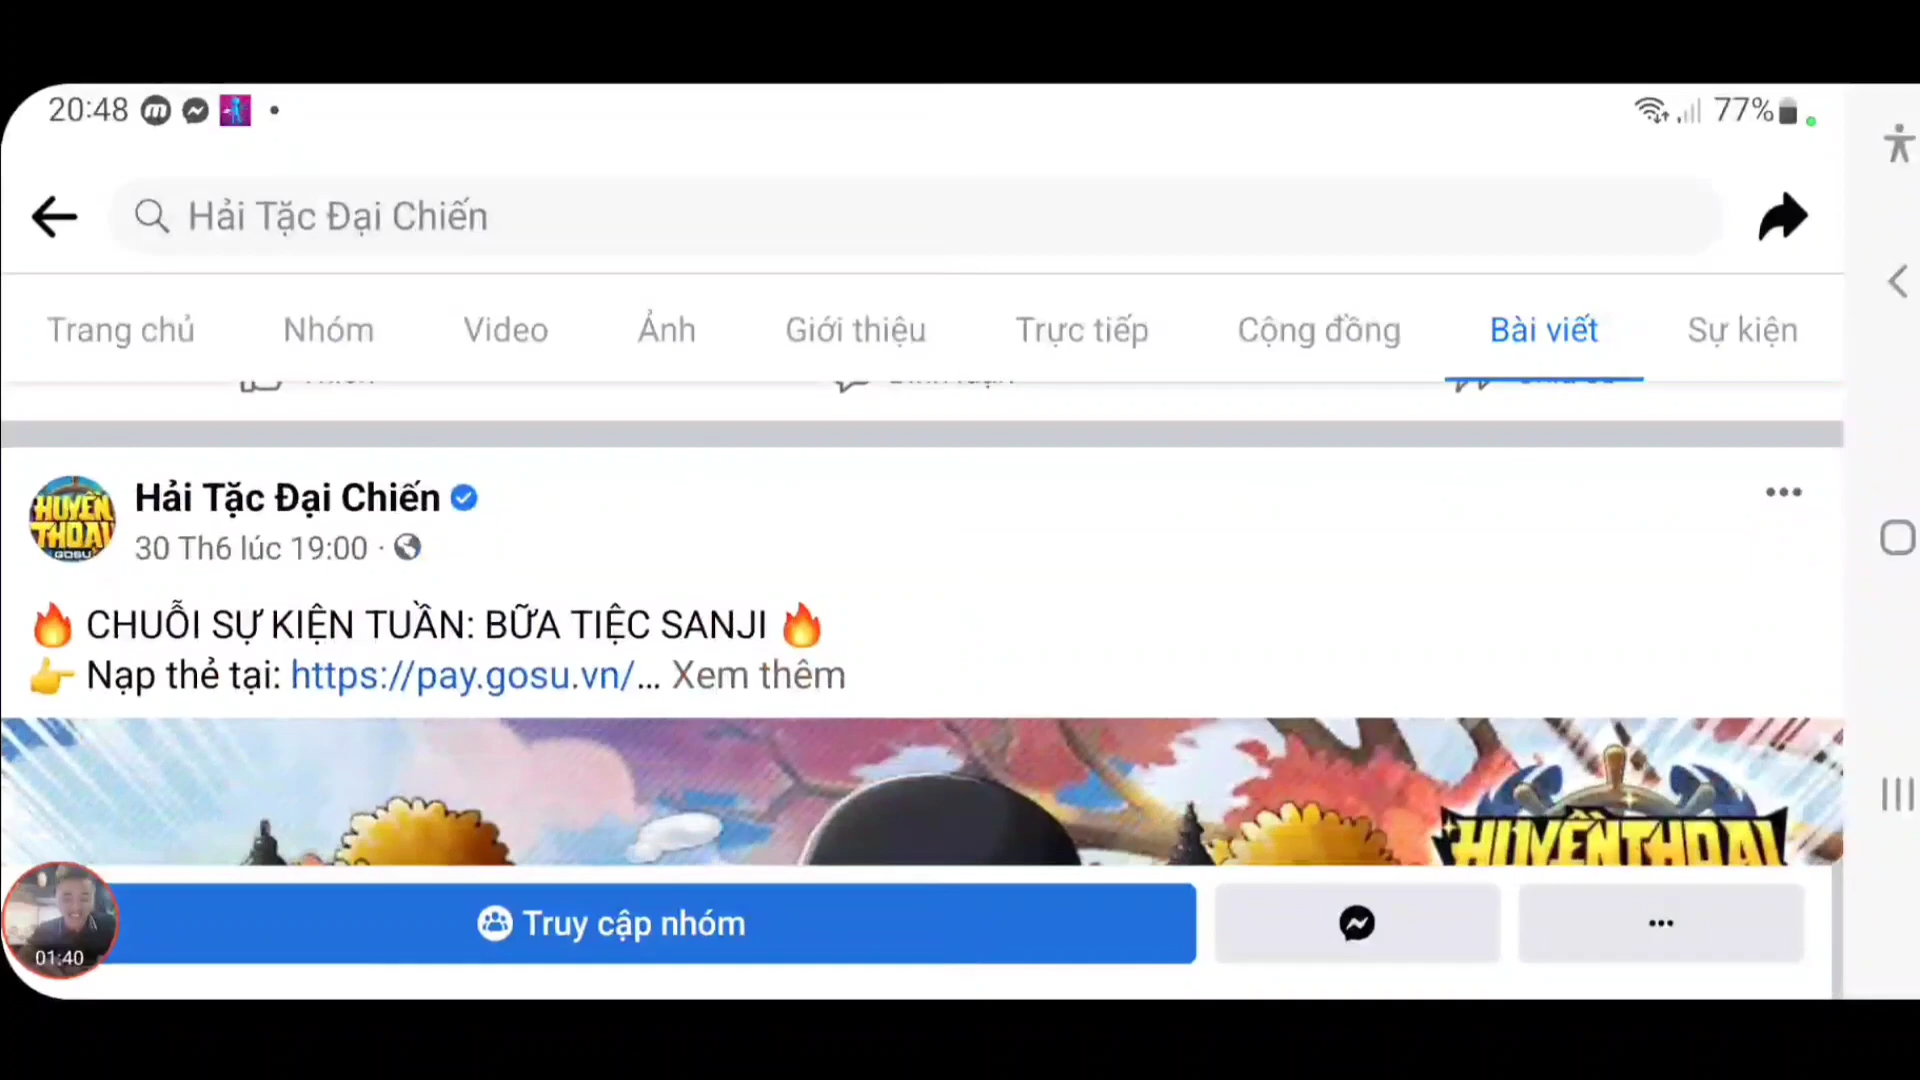 20:48
77%
Hải Tặc Đại Chiến
Trang chủ Nhóm Video Ảnh Giới thiệu Trực tiếp Cộng đồng Bài viết Sự kiện
Hải Tặc Đại Chiến
HUYỀN THOẠI GOSU
30 Th6 lúc 19:00 ·
🔥 CHUỖI SỰ KIỆN TUẦN: BỮA TIỆC SANJI 🔥
👉 Nạp thẻ tại: https://pay.gosu.vn/... Xem thêm
HUYỀN THOẠI
Truy cập nhóm
01:40